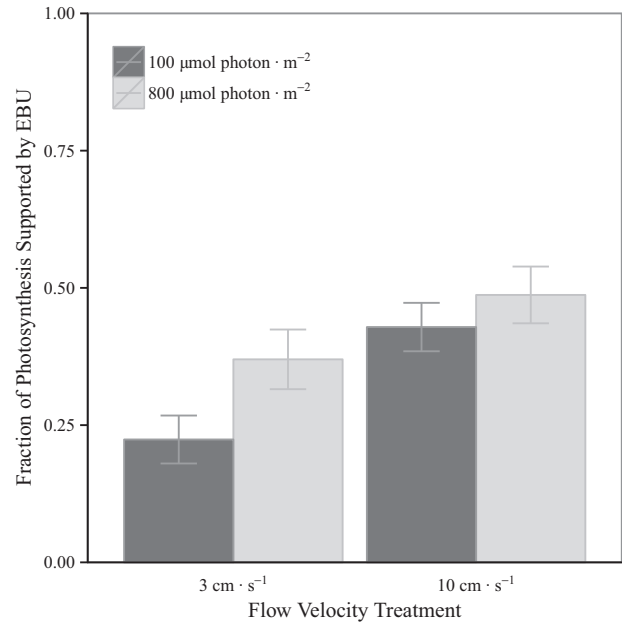 1.00
100 μmol photon · m⁻²
800 μmol photon · m⁻²
0.75
0.50
0.25
0.00
Fraction of Photosynthesis Supported by EBU
3 cm · s⁻¹ 10 cm · s⁻¹
Flow Velocity Treatment